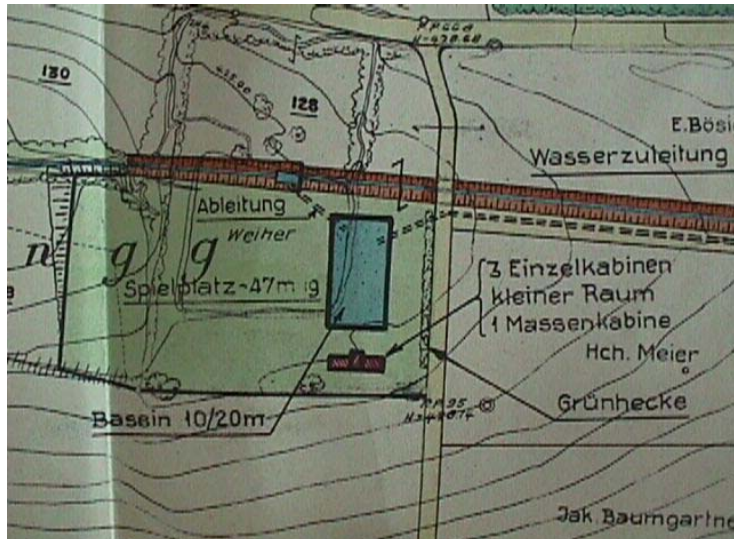 130
128
E.Bösi
Wasserzuleitung
Ableitung
Weiher
n g g
Spielplatz~47m
3 Einzelkabinen
kleiner Raum
1 Massenkabine
Hch. Meier
Bassin 10/20m
Grünhecke
Jak. Baumgartne